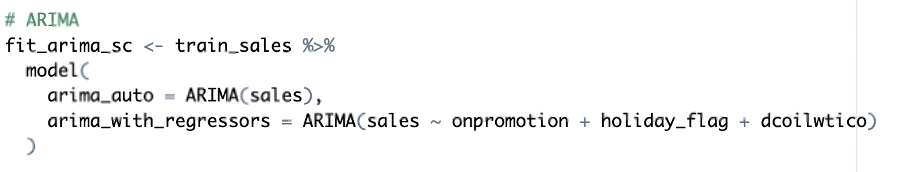 # ARIMA
fit_arima_sc <- train_sales %>%
  model(
    arima_auto = ARIMA(sales),
    arima_with_regressors = ARIMA(sales ~ onpromotion + holiday_flag + dcoilwtico)
  )